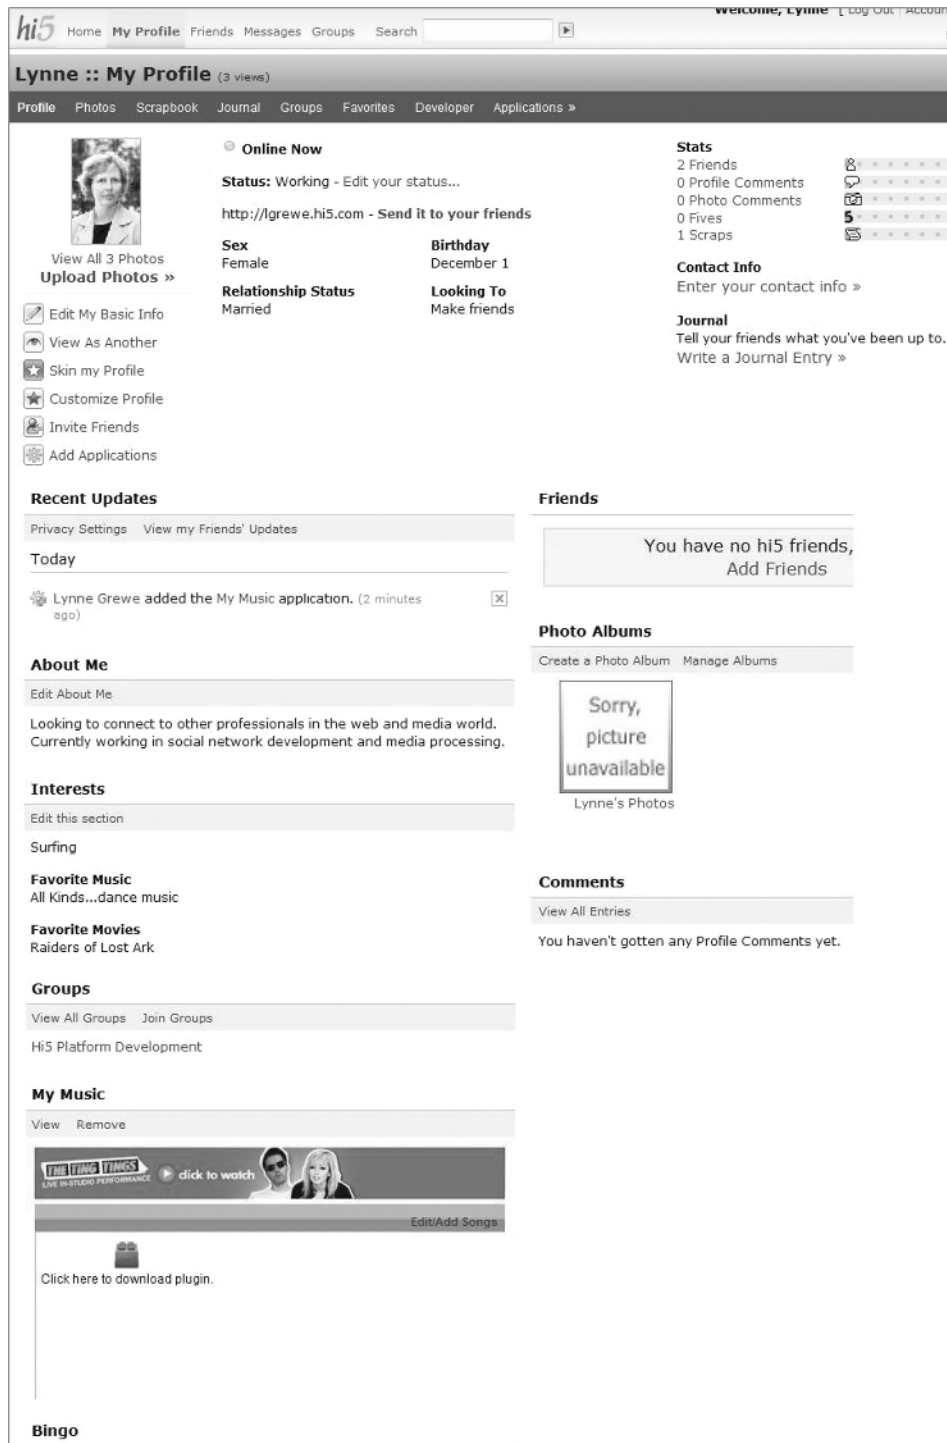 Welcome, Lynne [ Log Out | Accoun
hi5 Home My Profile Friends Messages Groups Search
Lynne :: My Profile (3 views)
Profile Photos Scrapbook Journal Groups Favorites Developer Applications »
View All 3 Photos
Upload Photos »
Edit My Basic Info
View As Another
Skin my Profile
Customize Profile
Invite Friends
Add Applications
Online Now
Status: Working - Edit your status...
http://lgrewe.hi5.com - Send it to your friends
Sex Birthday
Female December 1
Relationship Status Looking To
Married Make friends
Stats
2 Friends
0 Profile Comments
0 Photo Comments
0 Fives 5
1 Scraps
Contact Info
Enter your contact info »
Journal
Tell your friends what you've been up to.
Write a Journal Entry »
Recent Updates
Privacy Settings View my Friends' Updates
Today
Lynne Grewe added the My Music application. (2 minutes
ago)
About Me
Edit About Me
Looking to connect to other professionals in the web and media world.
Currently working in social network development and media processing.
Interests
Edit this section
Surfing
Favorite Music
All Kinds...dance music
Favorite Movies
Raiders of Lost Ark
Groups
View All Groups Join Groups
Hi5 Platform Development
My Music
View Remove
THE TING TINGS
LIVE IN-STUDIO PERFORMANCE
click to watch
Edit/Add Songs
Click here to download plugin.
Bingo
Friends
You have no hi5 friends,
Add Friends
Photo Albums
Create a Photo Album Manage Albums
Sorry,
picture
unavailable
Lynne's Photos
Comments
View All Entries
You haven't gotten any Profile Comments yet.